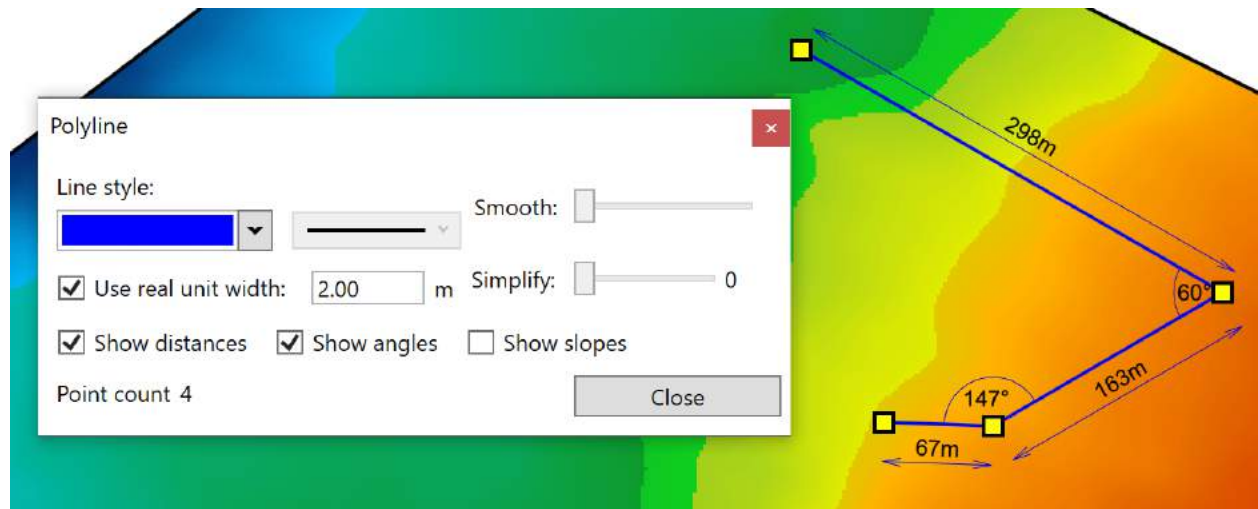 Polyline
×
Line style:
Smooth:
Use real unit width: 2.00 m
Simplify: 0
Show distances Show angles Show slopes
Point count 4
Close
298m
60°
163m
147°
67m